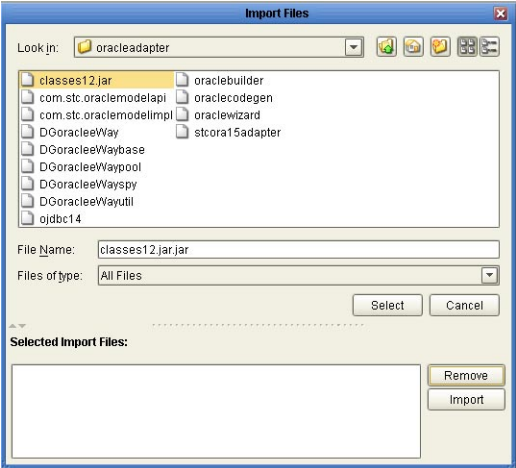 Import Files
Look in: oracleadapter
classes12.jar oraclebuilder
com.stc.oraclemodelapi oraclecodegen
com.stc.oraclemodelimpl oraclewizard
DGoracleeWay stcora15adapter
DGoracleeWaybase
DGoracleeWaypool
DGoracleeWayspy
DGoracleeWayutil
ojdbc14
File Name: classes12.jar.jar
Files of type: All Files
Select Cancel
Selected Import Files:
Remove
Import